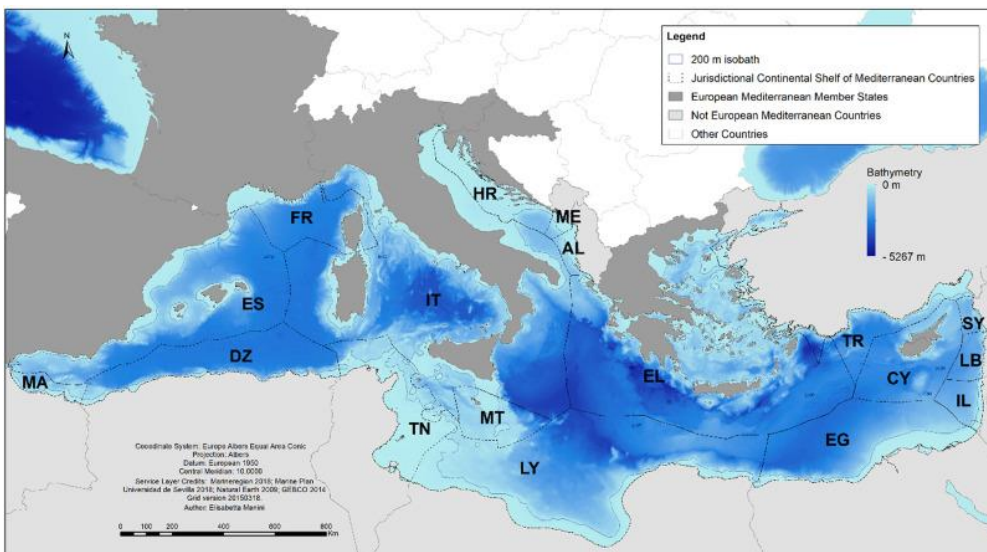 N
Legend
200 m isobath
Jurisdictional Continental Shelf of Mediterranean Countries
European Mediterranean Member States
Not European Mediterranean Countries
Other Countries
Bathymetry
0 m
- 5267 m
HR
ME
FR
AL
ES
IT
TR
SY
DZ
EL
CY
LB
MA
IL
MT
TN
EG
LY
Coordinate System: Europe Albers Equal Area Conic
Projection: Albers
Datum: European 1950
Central Meridian: 10,0000
Service Layer Credits: Marineregion 2018; Marine Plan
Universidad de Sevilla 2018; Natural Earth 2009; GEBCO 2014
Grid version 20150318.
Author: Elisabetta Manini
0 100 200 400 600 800
Km